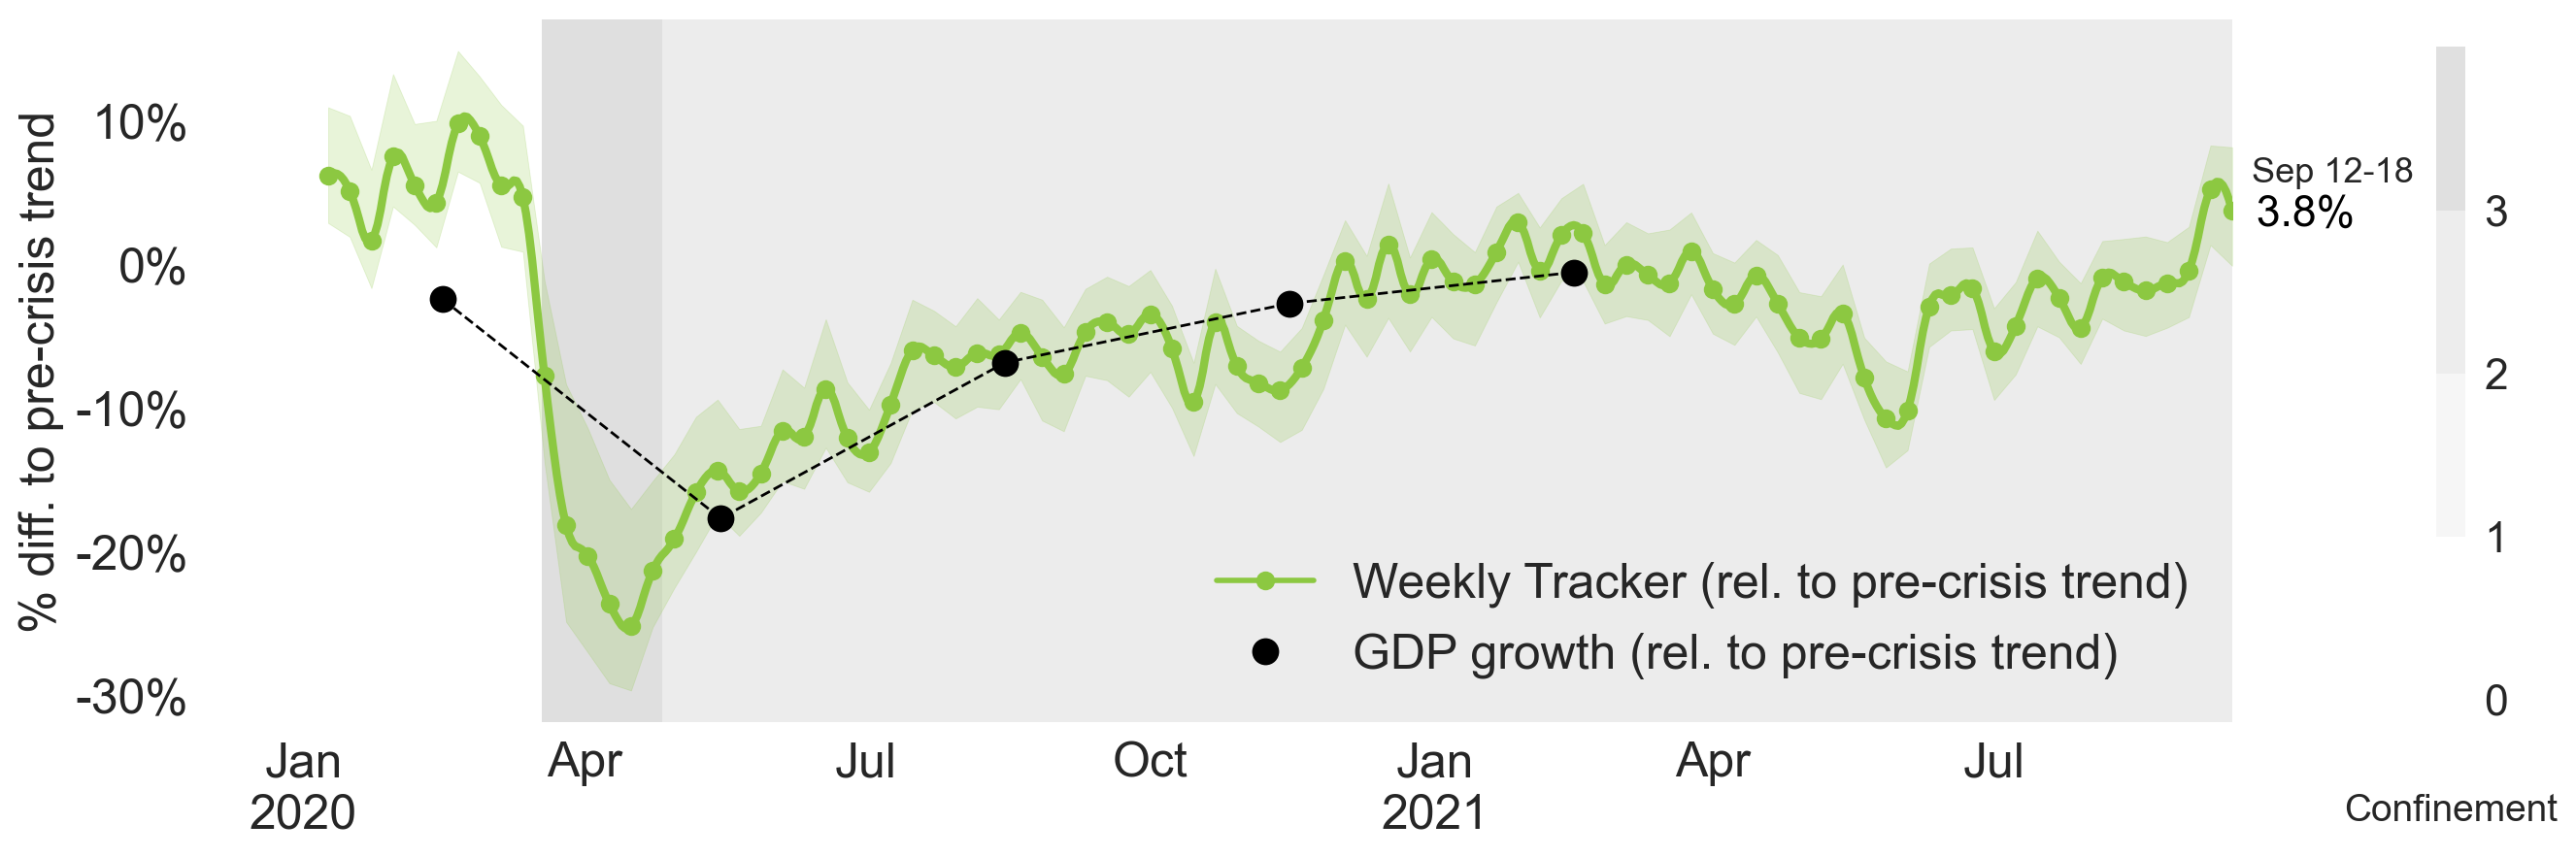 % diff. to pre-crisis trend
10%
0%
-10%
-20%
-30%
Jan
2020
Apr
Jul
Oct
Jan
2021
Apr
Jul
Weekly Tracker (rel. to pre-crisis trend)
GDP growth (rel. to pre-crisis trend)
Sep 12-18
3.8%
3
2
1
0
Confinement